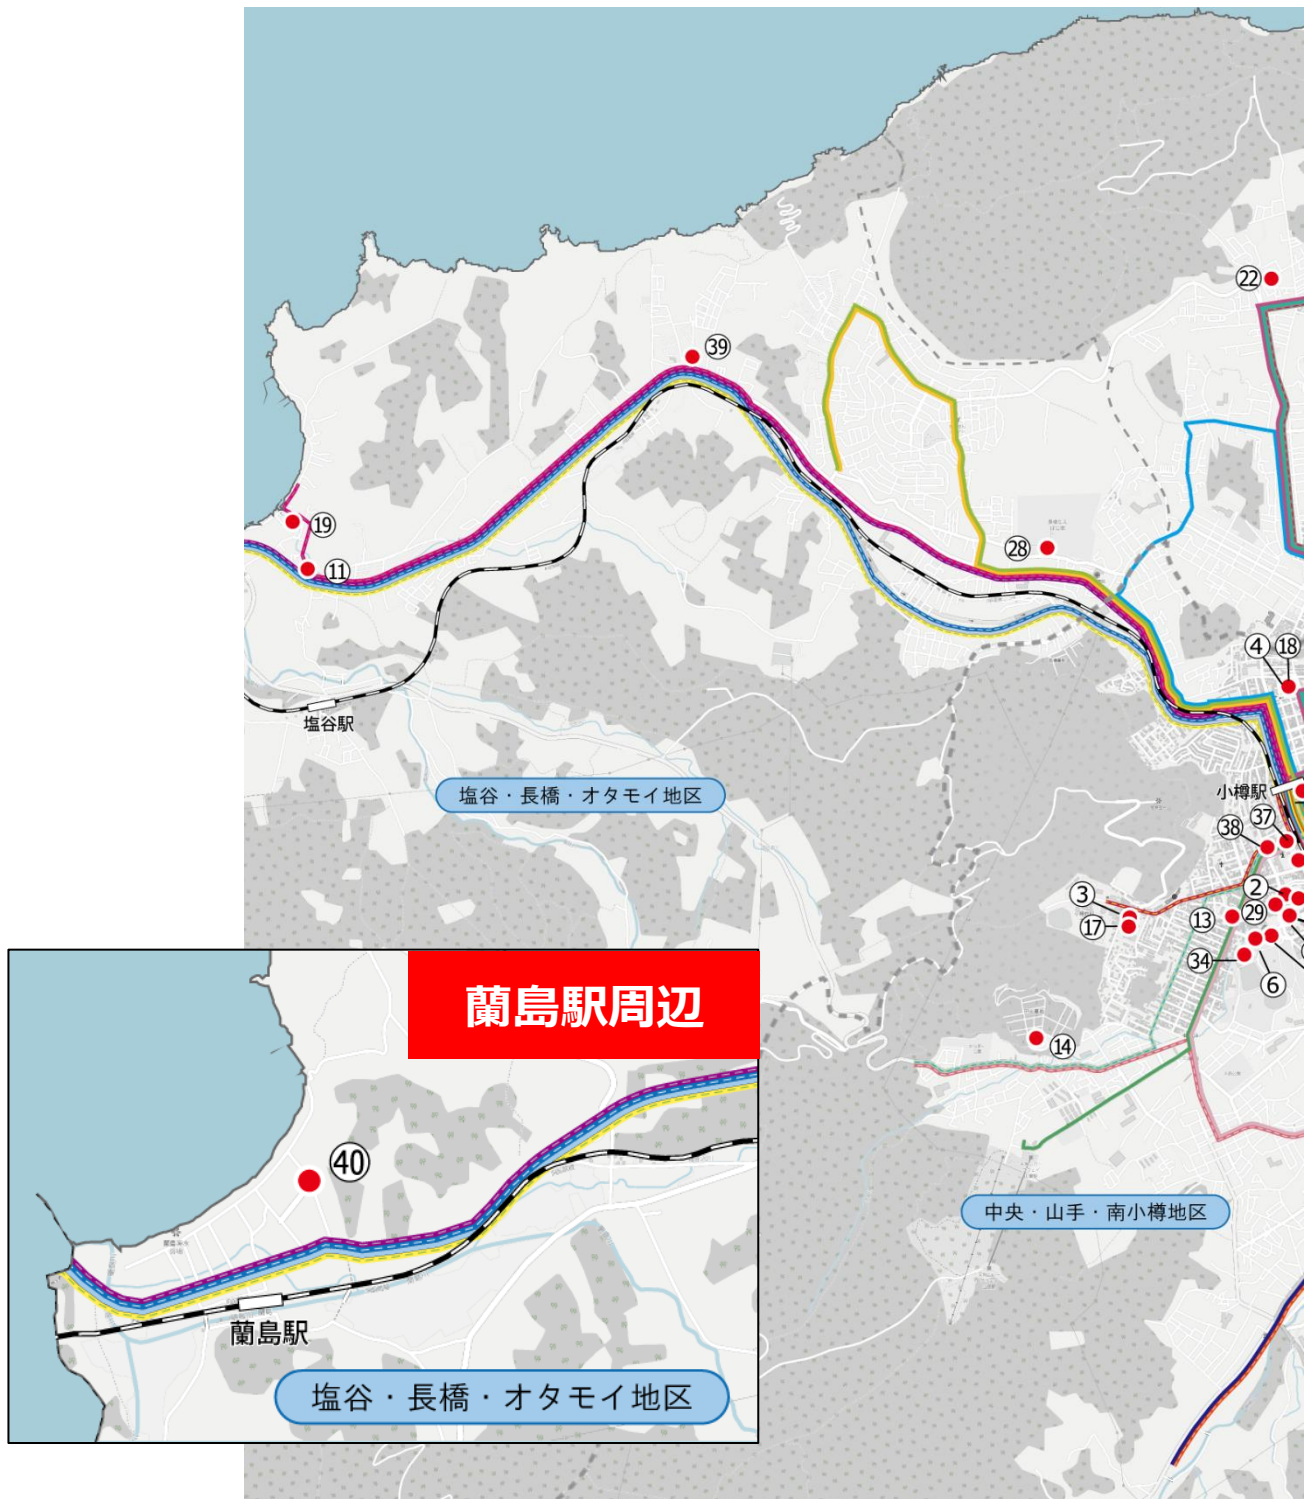 ㉒
㊴
⑲
⑪
㉘
④ ⑱
塩谷駅
塩谷・長橋・オタモイ地区
小樽駅
㊲
㊳
③
②
⑰
⑬
㉙
㉞
⑥
⑭
蘭島駅周辺
㊵
蘭島駅
塩谷・長橋・オタモイ地区
中央・山手・南小樽地区